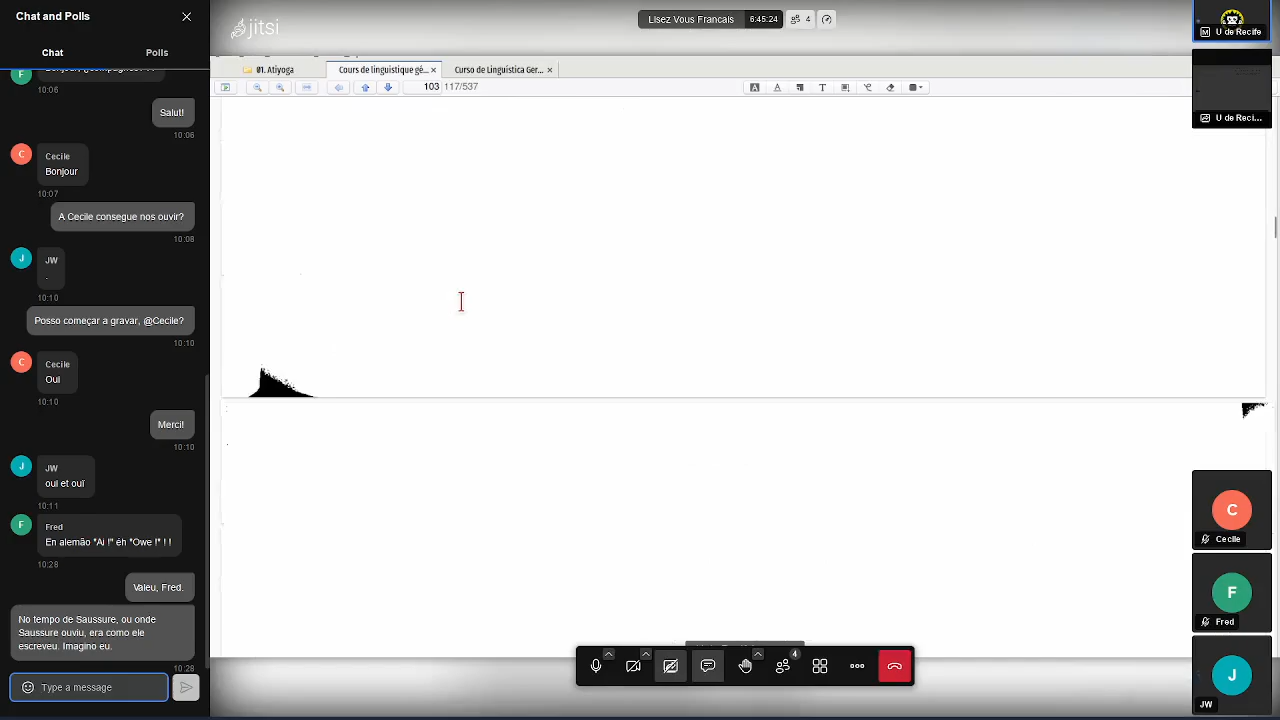 Chat and Polls
Chat
Polls
10:06
Salut!
10:06
C
Cecile
Bonjour
10:07
A Cecile consegue nos ouvir?
10:08
J
JW
.
10:10
Posso começar a gravar, @Cecile?
10:10
C
Cecile
Oui
10:10
Merci!
10:10
J
JW
oui et ouï
10:11
F
Fred
En alemão "Ai !" éh "Owe !" ! !
10:28
Valeu, Fred.
No tempo de Saussure, ou onde
Saussure ouviu, era como ele
escreveu. Imagino eu.
10:28
Type a message
jitsi
Lisez Vous Francais
6:45:24
4
01. Atiyoga
Cours de linguistique gé...
Curso de Linguística Ger...
103
117/537
4
M
U de Recife
U de Reci...
C
Cecile
F
Fred
J
JW